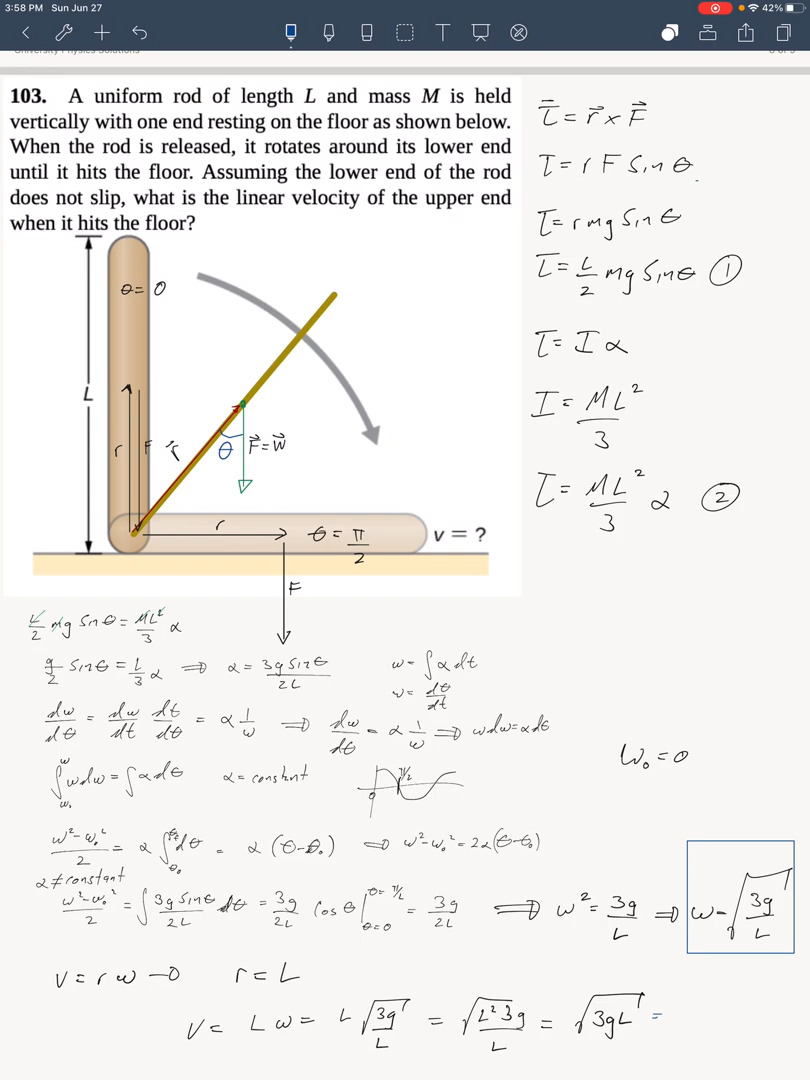 3:58 PM Sun Jun 27
42%
103. A uniform rod of length L and mass M is held
vertically with one end resting on the floor as shown below.
When the rod is released, it rotates around its lower end
until it hits the floor. Assuming the lower end of the rod
does not slip, what is the linear velocity of the upper end
when it hits the floor?
θ = 0
L
r
F
r⃗
θ
F⃗ = W⃗
r
θ = π/2
v = ?
F
τ⃗ = r⃗ × F⃗
τ = r F Sin θ
τ = r mg Sin θ
τ = L/2 mg Sin θ ①
τ = I α
I = ML²/3
τ = ML²/3 α ②
L/2 mg Sin θ = ML²/3 α
g/2 Sin θ = L/3 α ⇒ α = 3g Sin θ/2L
ω = ∫ α dt
ω = dθ/dt
dω/dθ = dω/dt dt/dθ = α 1/ω ⇒ dω/dθ = α 1/ω ⇒ ω dω = α dθ
ω₀ = 0
∫ω₀^ω ω dω = ∫ α dθ α = constant
π/2
0
ω² - ω₀²/2 = α ∫θ₀^θf dθ = α (θ - θ₀) ⇒ ω² - ω₀² = 2α(θ - θ₀)
α ≠ constant
ω² - ω₀²/2 = ∫ 3g Sin θ/2L dθ = 3g/2L Cos θ |θ=0^θ=π/2 = 3g/2L ⇒ ω² = 3g/L ⇒ ω = √3g/L
V = r ω → r = L
V = L ω = L √3g/L = √L² 3g/L = √3gL =